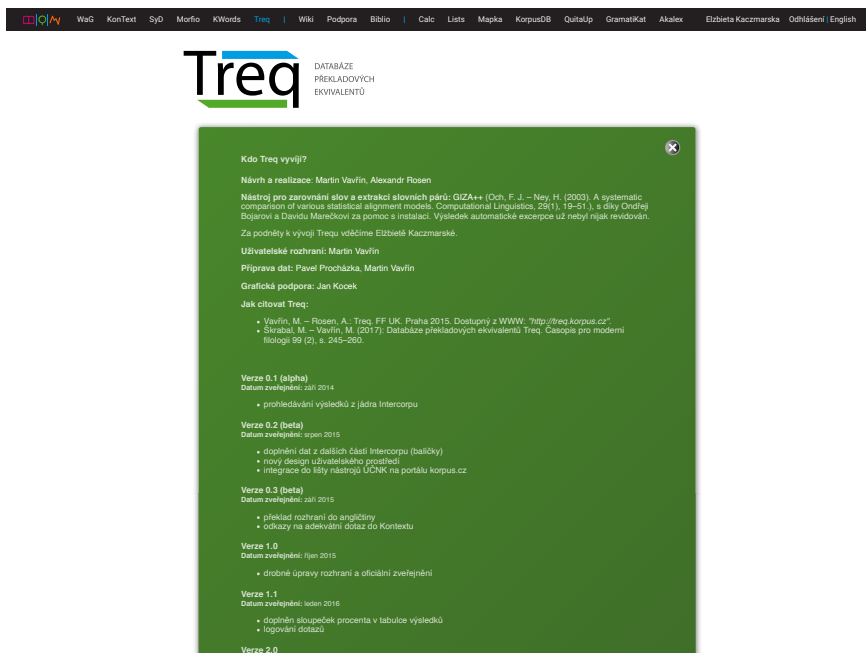 WaG KonText SyD Morfio KWords Treq | Wiki Podpora Biblio | Calc Lists Mapka KorpusDB QuitaUp GramatiKat Akalex Elzbieta Kaczmarska Odhlášení | English
Treq
DATABÁZE
PŘEKLADOVÝCH
EKVIVALENTŮ
Kdo Treq vyvíjí?
Návrh a realizace: Martin Vavřín, Alexandr Rosen
Nástroj pro zarovnání slov a extrakci slovních párů: GIZA++ (Och, F. J. – Ney, H. (2003). A systematic
comparison of various statistical alignment models. Computational Linguistics, 29(1), 19–51.), s díky Ondřeji
Bojarovi a Davidu Marečkovi za pomoc s instalací. Výsledek automatické excerpce už nebyl nijak revidován.
Za podněty k vývoji Trequ vděčíme Elżbietě Kaczmarské.
Uživatelské rozhraní: Martin Vavřín
Příprava dat: Pavel Procházka, Martin Vavřín
Grafická podpora: Jan Kocek
Jak citovat Treq:
• Vavřín, M. – Rosen, A.: Treq. FF UK. Praha 2015. Dostupný z WWW: "http://treq.korpus.cz".
• Škrabal, M. – Vavřín, M. (2017): Databáze překladových ekvivalentů Treq. Časopis pro moderní
filologii 99 (2), s. 245–260.
Verze 0.1 (alpha)
Datum zveřejnění: září 2014
• prohledávání výsledků z jádra Intercorpu
Verze 0.2 (beta)
Datum zveřejnění: srpen 2015
• doplnění dat z dalších částí Intercorpu (balíčky)
• nový design uživatelského prostředí
• integrace do lišty nástrojů ÚČNK na portálu korpus.cz
Verze 0.3 (beta)
Datum zveřejnění: září 2015
• překlad rozhraní do angličtiny
• odkazy na adekvátní dotaz do Kontextu
Verze 1.0
Datum zveřejnění: říjen 2015
• drobné úpravy rozhraní a oficiální zveřejnění
Verze 1.1
Datum zveřejnění: leden 2016
• doplněn sloupeček procenta v tabulce výsledků
• logování dotazů
Verze 2.0